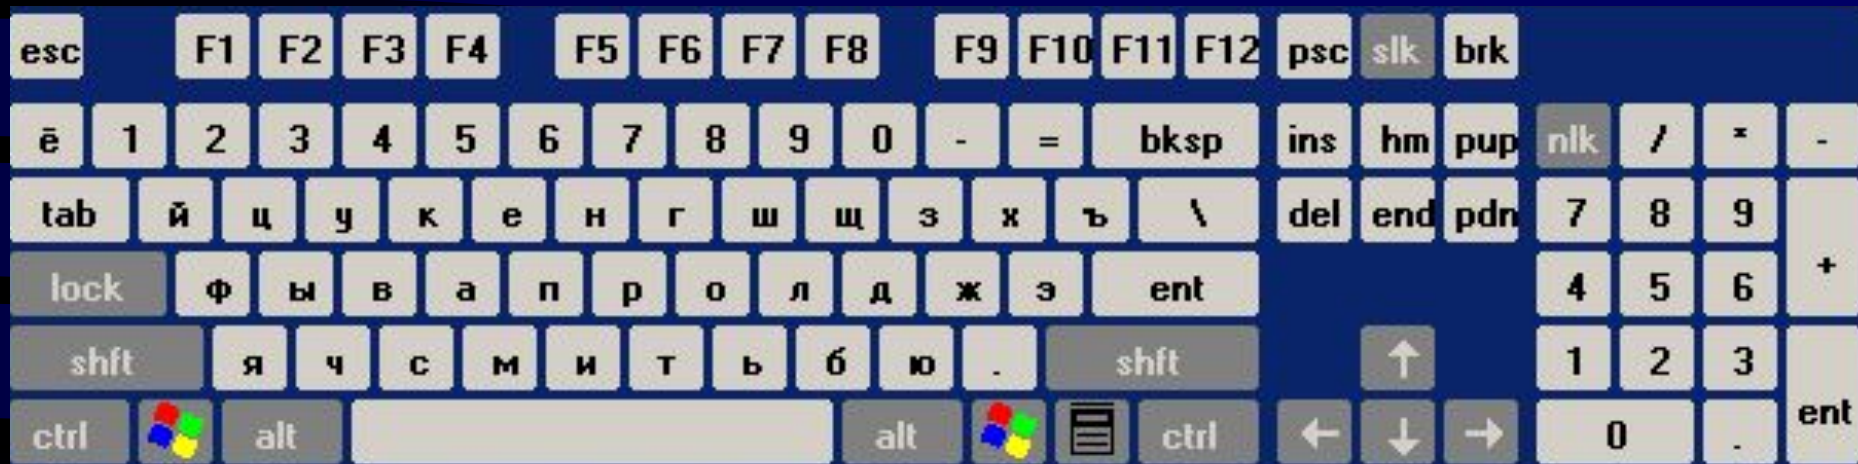 esc F1 F2 F3 F4 F5 F6 F7 F8 F9 F10 F11 F12 psc slk brk
ё 1 2 3 4 5 6 7 8 9 0 - = bksp ins hm pup nlk / * -
tab й ц у к е н г ш щ з х ъ \ del end pdn 7 8 9
lock ф ы в а п р о л д ж э ent 4 5 6 +
shft я ч с м и т ь б ю . shft ↑ 1 2 3
ctrl alt alt ctrl ← ↓ → 0 . ent